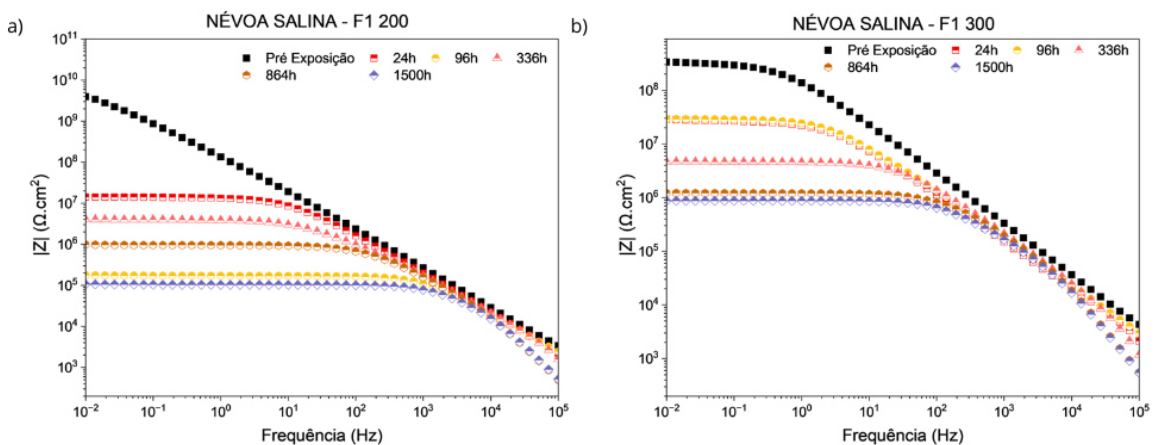 a)
NÉVOA SALINA - F1 200
Pré Exposição 24h 96h 336h
864h 1500h
|Z| (Ω.cm2)
10^11
10^10
10^9
10^8
10^7
10^6
10^5
10^4
10^3
10^-2 10^-1 10^0 10^1 10^2 10^3 10^4 10^5
Frequência (Hz)
b)
NÉVOA SALINA - F1 300
Pré Exposição 24h 96h 336h
864h 1500h
|Z| (Ω.cm2)
10^8
10^7
10^6
10^5
10^4
10^3
10^-2 10^-1 10^0 10^1 10^2 10^3 10^4 10^5
Frequência (Hz)